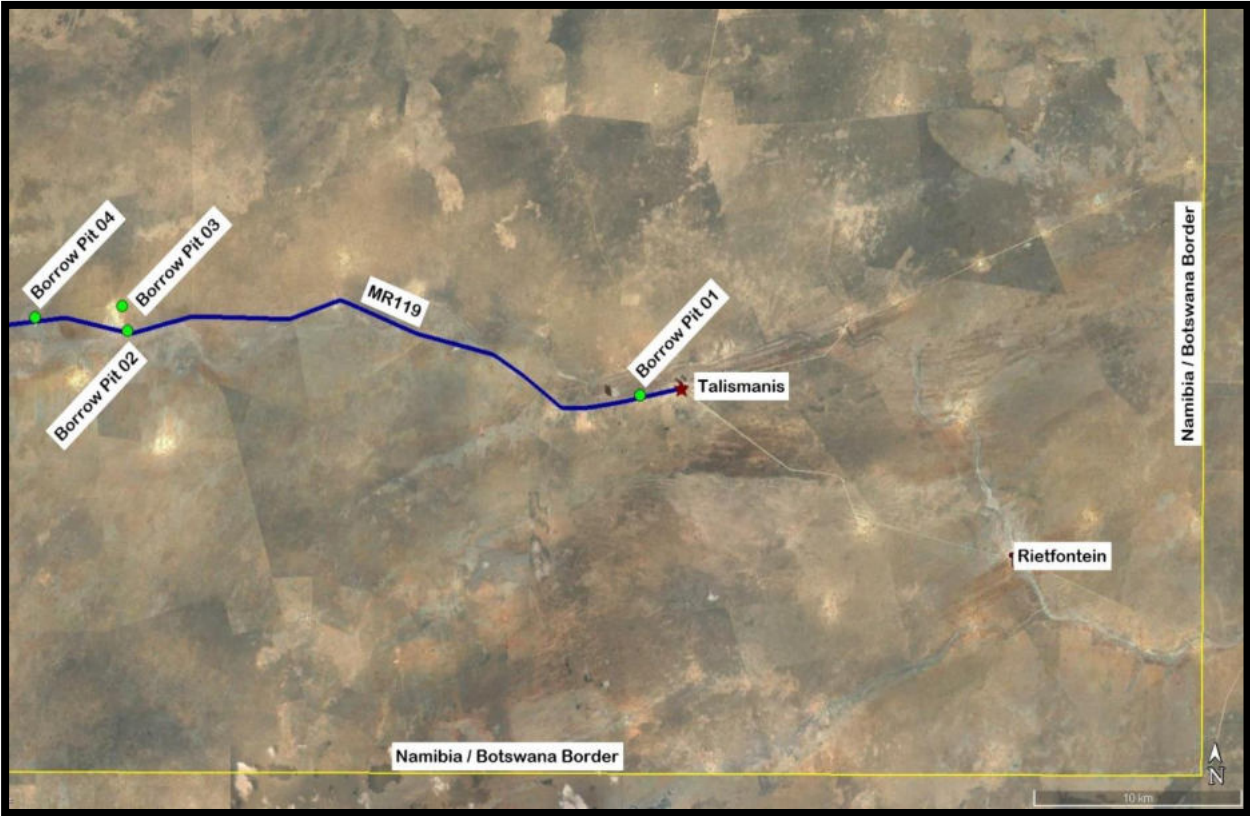 Borrow Pit 04
Borrow Pit 03
Borrow Pit 02
MR119
Borrow Pit 01
Talismanis
Namibia / Botswana Border
Rietfontein
Namibia / Botswana Border
N
10 km